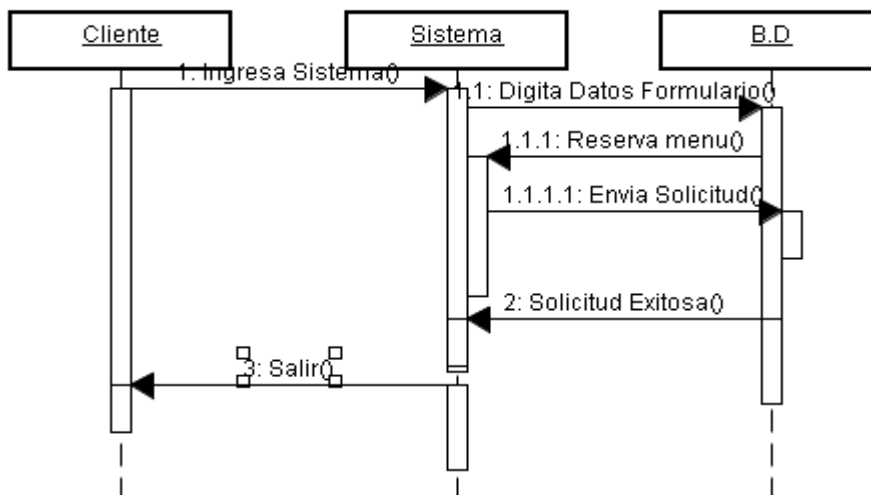 Cliente
Sistema
B.D
1: Ingresa Sistema()
1.1: Digita Datos Formulario()
1.1.1: Reserva menu()
1.1.1.1: Envia Solicitud()
2: Solicitud Exitosa()
3: Salir()